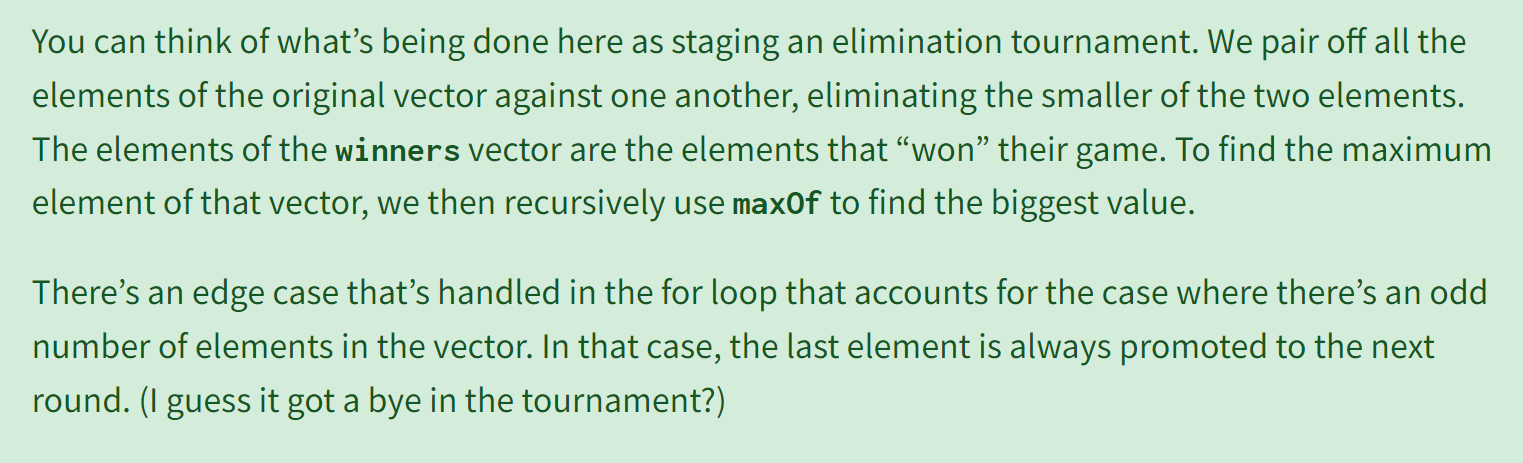 You can think of what’s being done here as staging an elimination tournament. We pair off all the
elements of the original vector against one another, eliminating the smaller of the two elements.
The elements of the winners vector are the elements that “won” their game. To find the maximum
element of that vector, we then recursively use maxOf to find the biggest value.
There’s an edge case that’s handled in the for loop that accounts for the case where there’s an odd
number of elements in the vector. In that case, the last element is always promoted to the next
round. (I guess it got a bye in the tournament?)